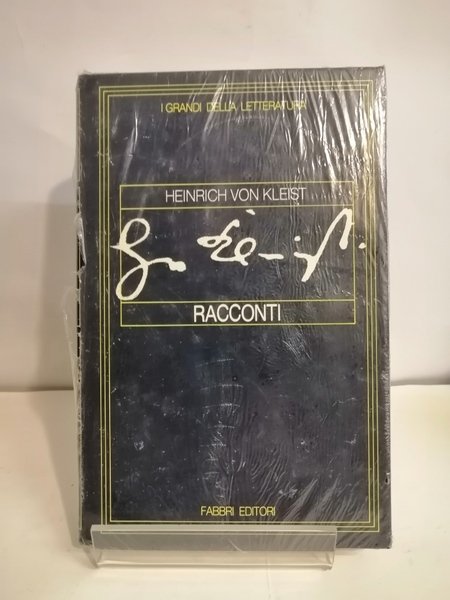 I GRANDI DELLA LETTERATURA
HEINRICH VON KLEIST
RACCONTI
FABBRI EDITORI